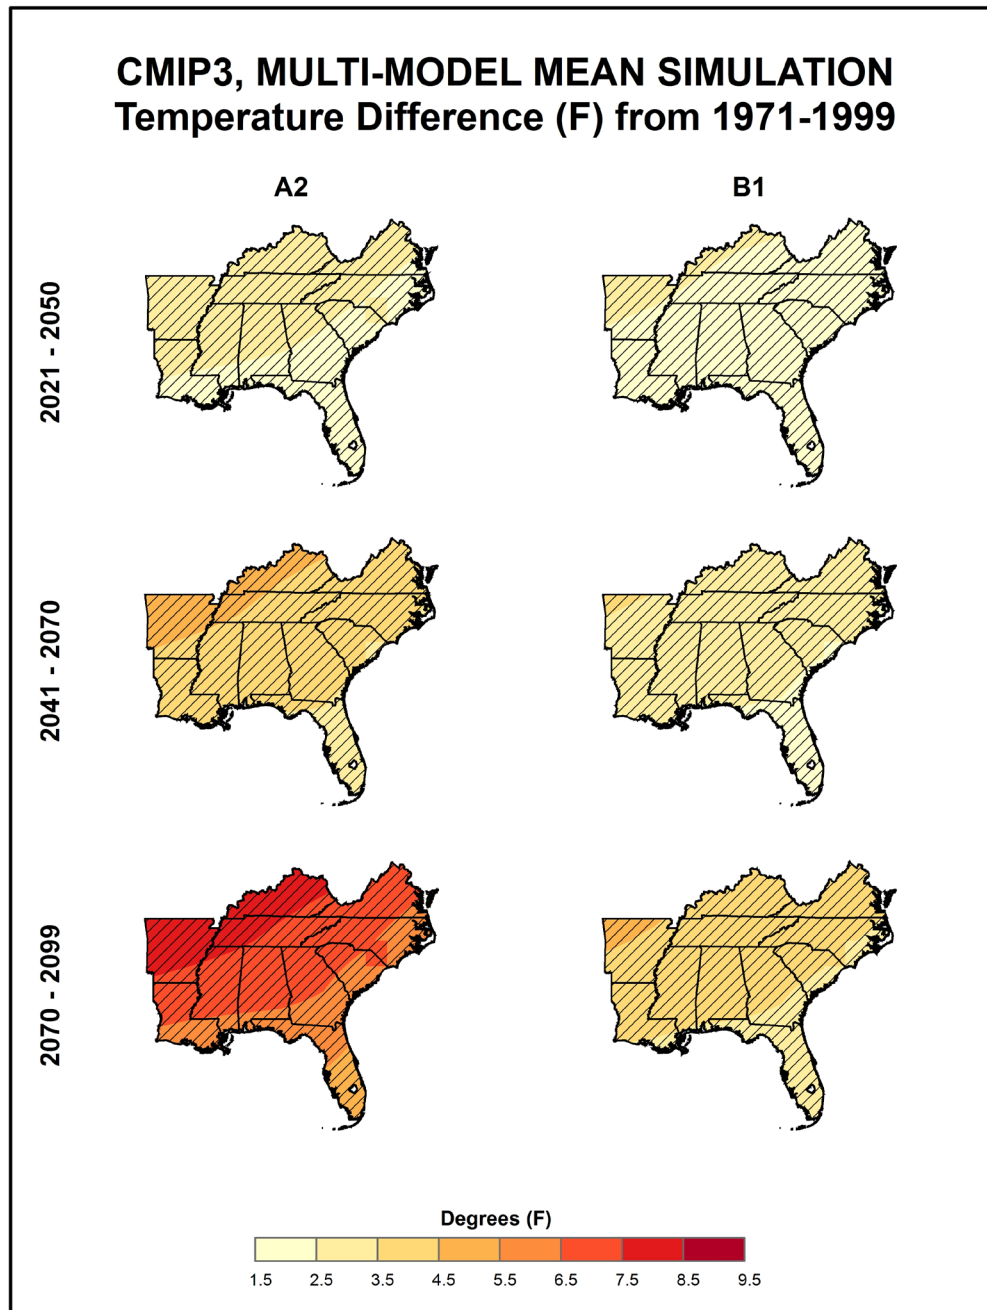 CMIP3, MULTI-MODEL MEAN SIMULATION
Temperature Difference (F) from 1971-1999
A2
B1
2021 - 2050
2041 - 2070
2070 - 2099
Degrees (F)
1.5 2.5 3.5 4.5 5.5 6.5 7.5 8.5 9.5